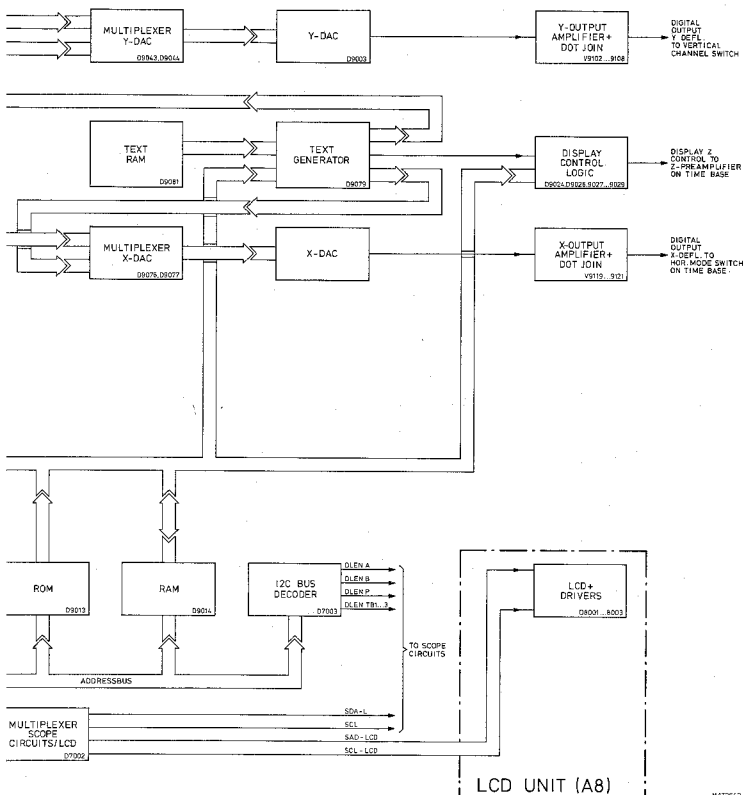 MULTIPLEXER
Y-DAC
D9043,D9044
Y-DAC
D9003
Y-OUTPUT
AMPLIFIER+
DOT JOIN
V9102...9108
DIGITAL
OUTPUT
Y DEFL.
TO VERTICAL
CHANNEL SWITCH
TEXT
RAM
D9081
TEXT
GENERATOR
D9079
DISPLAY
CONTROL
LOGIC
D9024,D9026,9027...9029
DISPLAY Z
CONTROL TO
Z-PREAMPLIFIER
ON TIME BASE
MULTIPLEXER
X-DAC
D9076,D9077
X-DAC
X-OUTPUT
AMPLIFIER+
DOT JOIN
V9119...9121
DIGITAL
OUTPUT
X-DEFL. TO
HOR. MODE SWITCH
ON TIME BASE.
ROM
D9013
RAM
D9014
I2C BUS
DECODER
D7003
DLEN A
DLEN B
DLEN P
DLEN TB1...3
TO SCOPE
CIRCUITS
LCD+
DRIVERS
D8001...8003
ADDRESSBUS
MULTIPLEXER
SCOPE
CIRCUITS/LCD
D7002
SDA-L
SCL
SAD-LCD
SCL-LCD
LCD UNIT (A8)